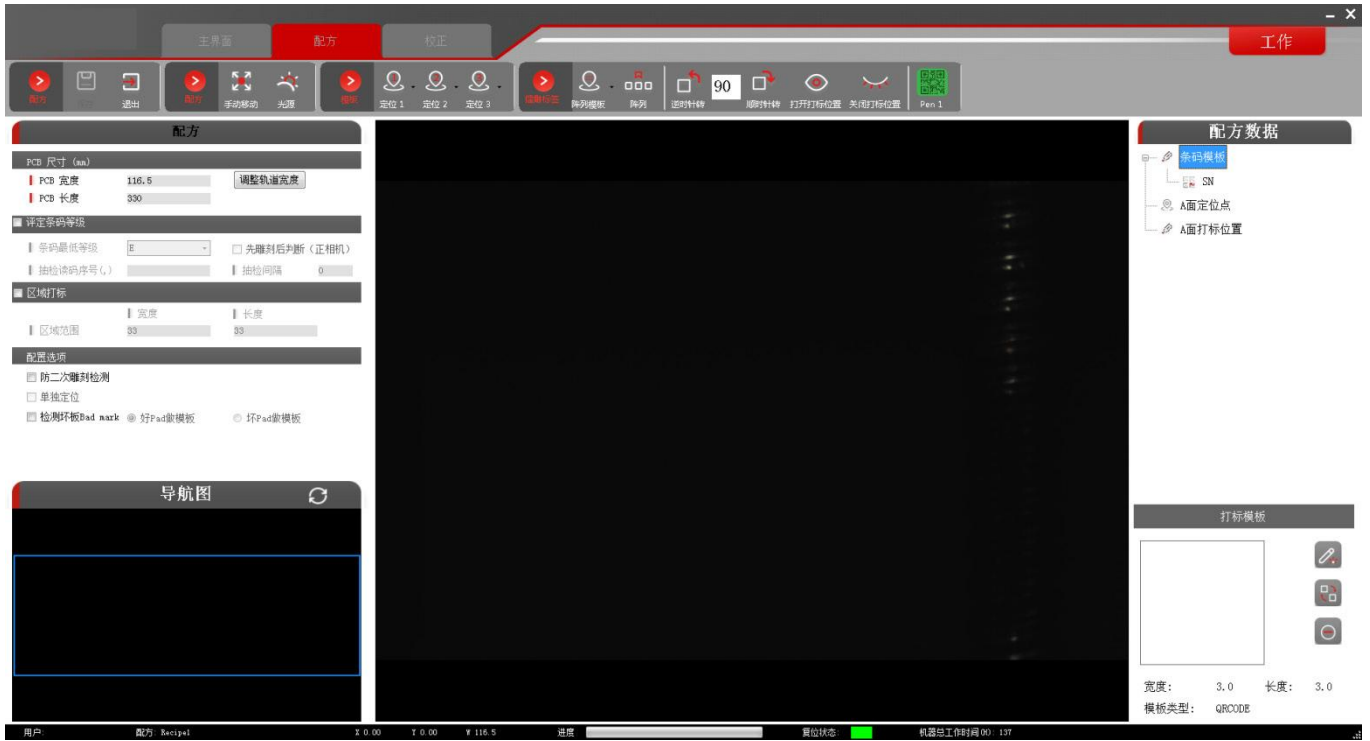 主界面 配方 校正 工作
配方 保存 退出 配方 手动移动 光源 模板 定位 1 定位 2 定位 3 镭雕标签 阵列模板 阵列 逆时针转 90 顺时针转 打开打标位置 关闭打标位置 Pen 1
配方
PCB 尺寸 (mm)
PCB 宽度 116.5 调整轨道宽度
PCB 长度 330
评定条码等级
条码最低等级 E 先雕刻后判断（正相机）
抽检读码序号(,) 抽检间隔 0
区域打标
宽度 长度
区域范围 33 33
配置选项
防二次雕刻检测
单独定位
检测坏板Bad mark 好Pad做模板 坏Pad做模板
导航图
配方数据
条码模板
SN
A面定位点
A面打标位置
打标模板
宽度: 3.0 长度: 3.0
模板类型: QRCODE
用户: 配方: Recipe1 X 0.00 Y 0.00 W 116.5 进度 复位状态: 机器总工作时间(H): 137